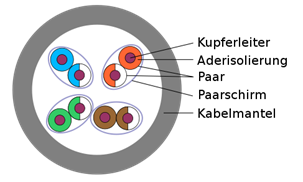 Kupferleiter
Aderisolierung
Paar
Paarschirm
Kabelmantel